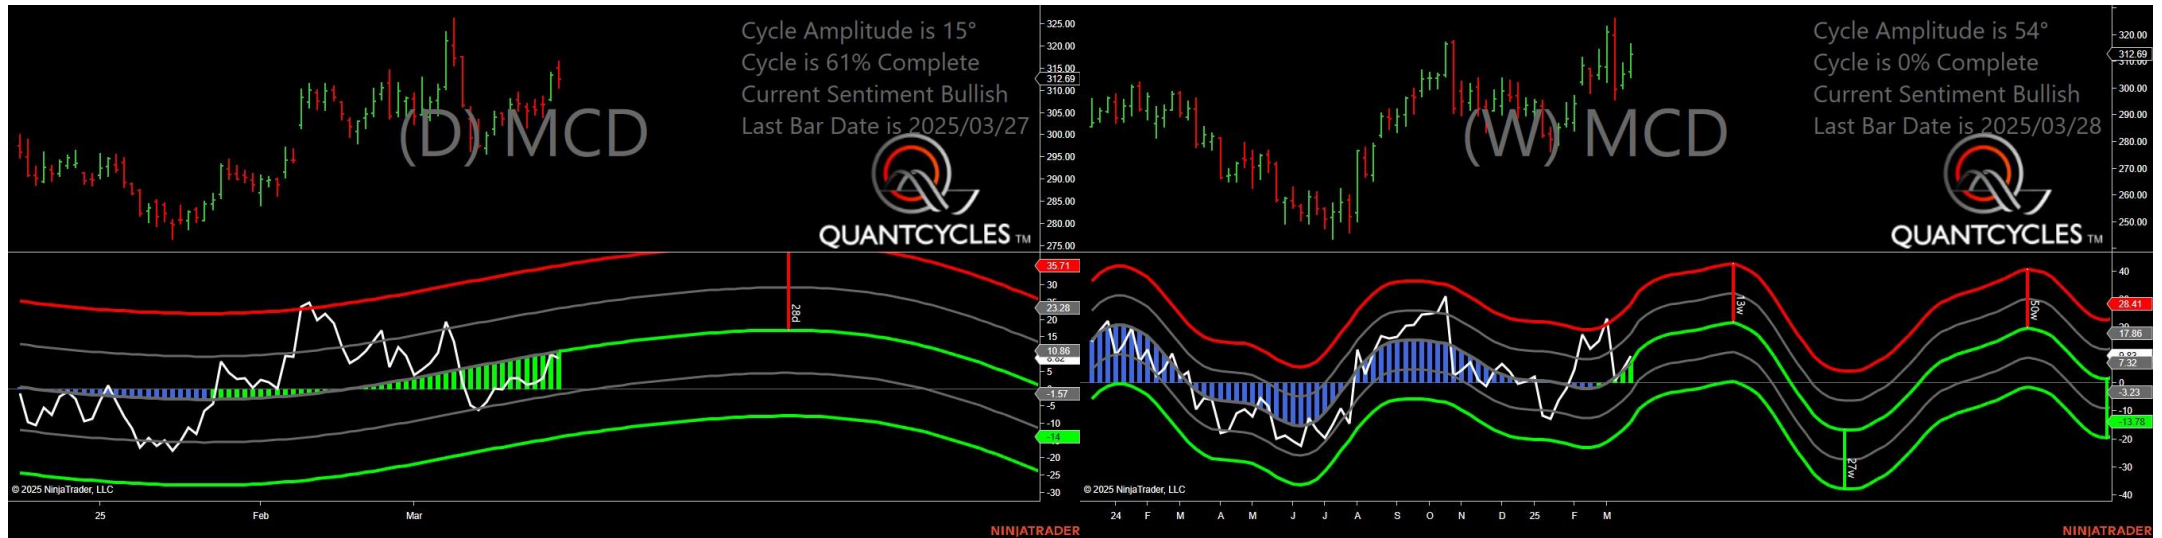 Cycle Amplitude is 15°
Cycle is 61% Complete
Current Sentiment Bullish
Last Bar Date is 2025/03/27
(D) MCD
QUANTCYCLES TM
325.00
320.00
315.00
312.69
310.00
305.00
300.00
295.00
290.00
285.00
280.00
275.00
35.71
30
23.28
20
15
10.86
5
-1.57
-5
-10
-14
-20
-25
-30
28d
© 2025 NinjaTrader, LLC
25 Feb Mar
NINJATRADER
Cycle Amplitude is 54°
Cycle is 0% Complete
Current Sentiment Bullish
Last Bar Date is 2025/03/28
(W) MCD
QUANTCYCLES TM
320.00
312.69
310.00
300.00
290.00
280.00
270.00
260.00
250.00
40
28.41
17.86
7.32
0
-3.23
-10
-13.78
-20
-30
-40
13w
50w
27w
© 2025 NinjaTrader, LLC
24 F M A M J J A S O N D 25 F M
NINJATRADER